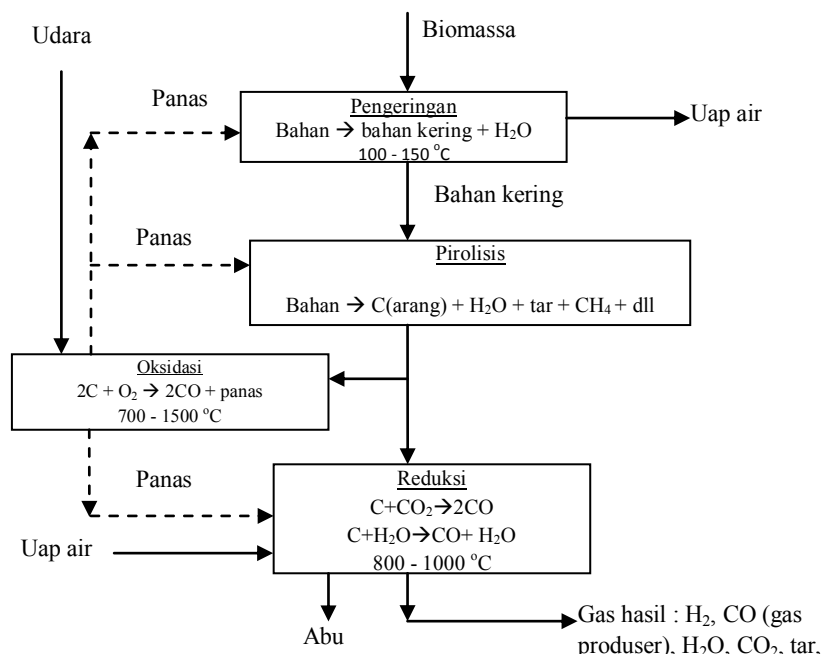 Udara
Biomassa
Panas
Pengeringan
Bahan → bahan kering + H₂O
100 - 150 °C
Uap air
Bahan kering
Panas
Pirolisis
Bahan → C(arang) + H₂O + tar + CH₄ + dll
Oksidasi
2C + O₂ → 2CO + panas
700 - 1500 °C
Panas
Reduksi
C+CO₂→2CO
C+H₂O→CO+ H₂O
800 - 1000 °C
Uap air
Abu
Gas hasil : H₂, CO (gas
produser), H₂O, CO₂, tar,